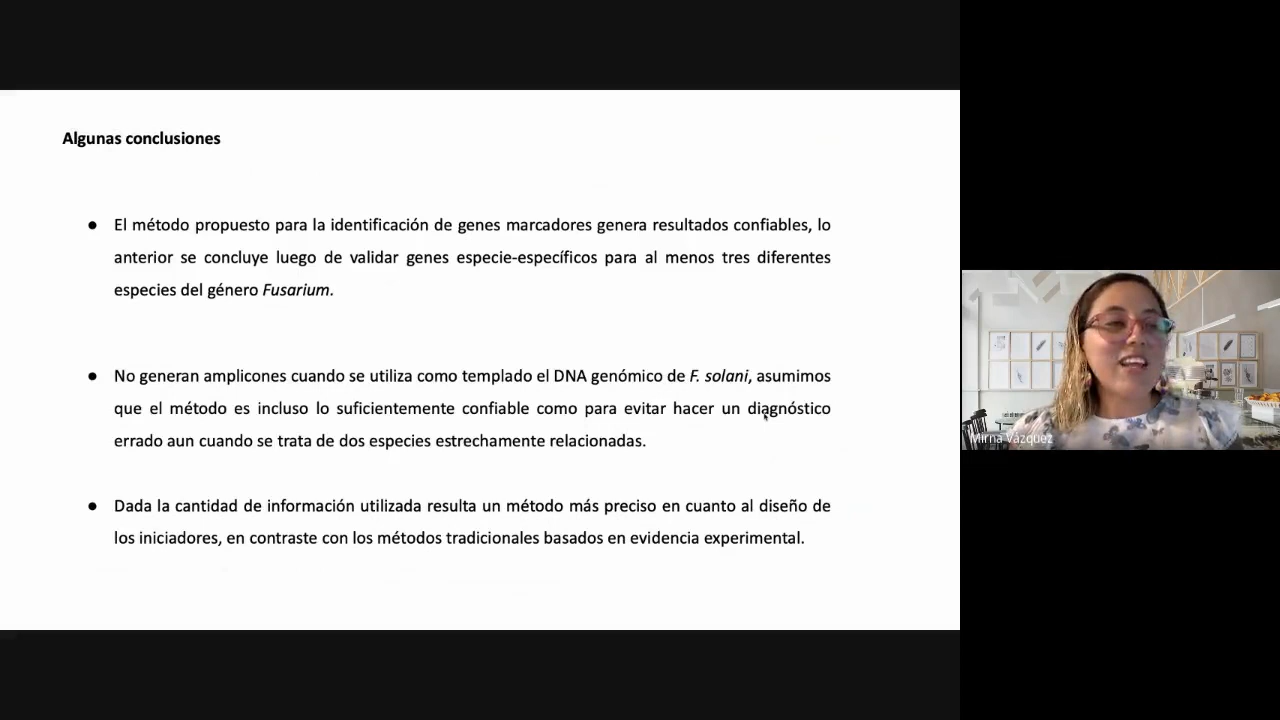 Algunas conclusiones
● El método propuesto para la identificación de genes marcadores genera resultados confiables, lo
anterior se concluye luego de validar genes especie-específicos para al menos tres diferentes
especies del género Fusarium.
● No generan amplicones cuando se utiliza como templado el DNA genómico de F. solani, asumimos
que el método es incluso lo suficientemente confiable como para evitar hacer un diagnóstico
errado aun cuando se trata de dos especies estrechamente relacionadas.
● Dada la cantidad de información utilizada resulta un método más preciso en cuanto al diseño de
los iniciadores, en contraste con los métodos tradicionales basados en evidencia experimental.
Mirna Vázquez